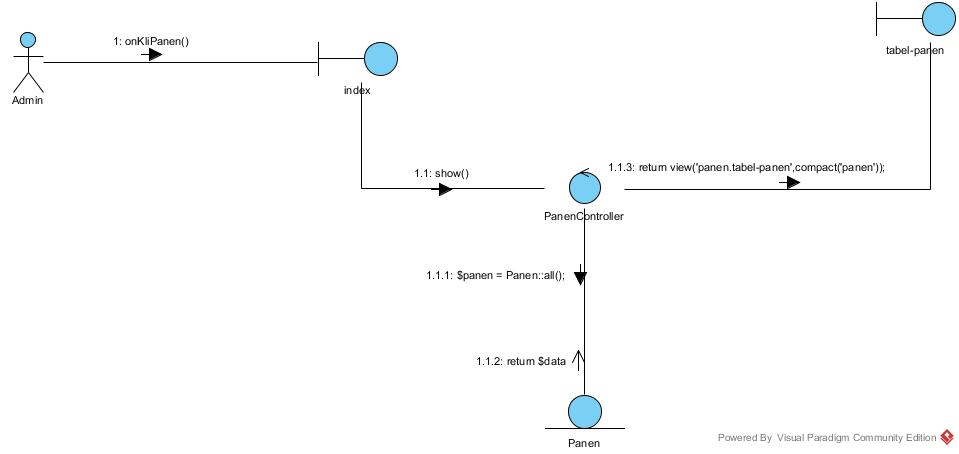 1: onKliPanen()
tabel-panen
index
Admin
1.1: show()
1.1.3: return view('panen.tabel-panen',compact('panen'));
PanenController
1.1.1: $panen = Panen::all();
1.1.2: return $data
Panen
Powered By Visual Paradigm Community Edition